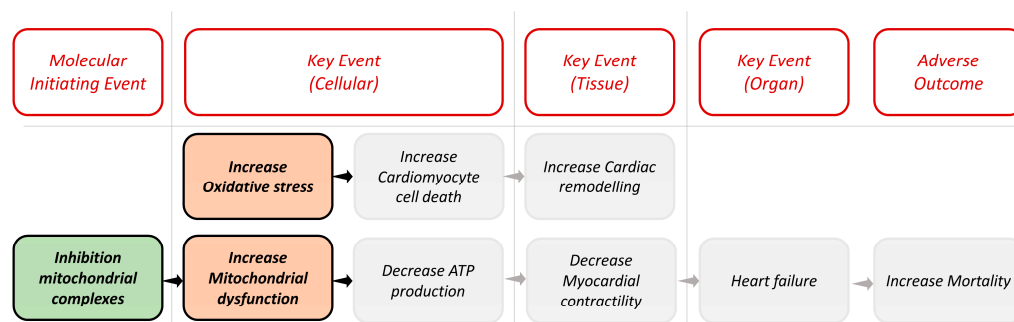 Molecular
Initiating Event
Key Event
(Cellular)
Key Event
(Tissue)
Key Event
(Organ)
Adverse
Outcome
Increase
Oxidative stress
Increase
Cardiomyocyte
cell death
Increase Cardiac
remodelling
Inhibition
mitochondrial
complexes
Increase
Mitochondrial
dysfunction
Decrease ATP
production
Decrease
Myocardial
contractility
Heart failure
Increase Mortality